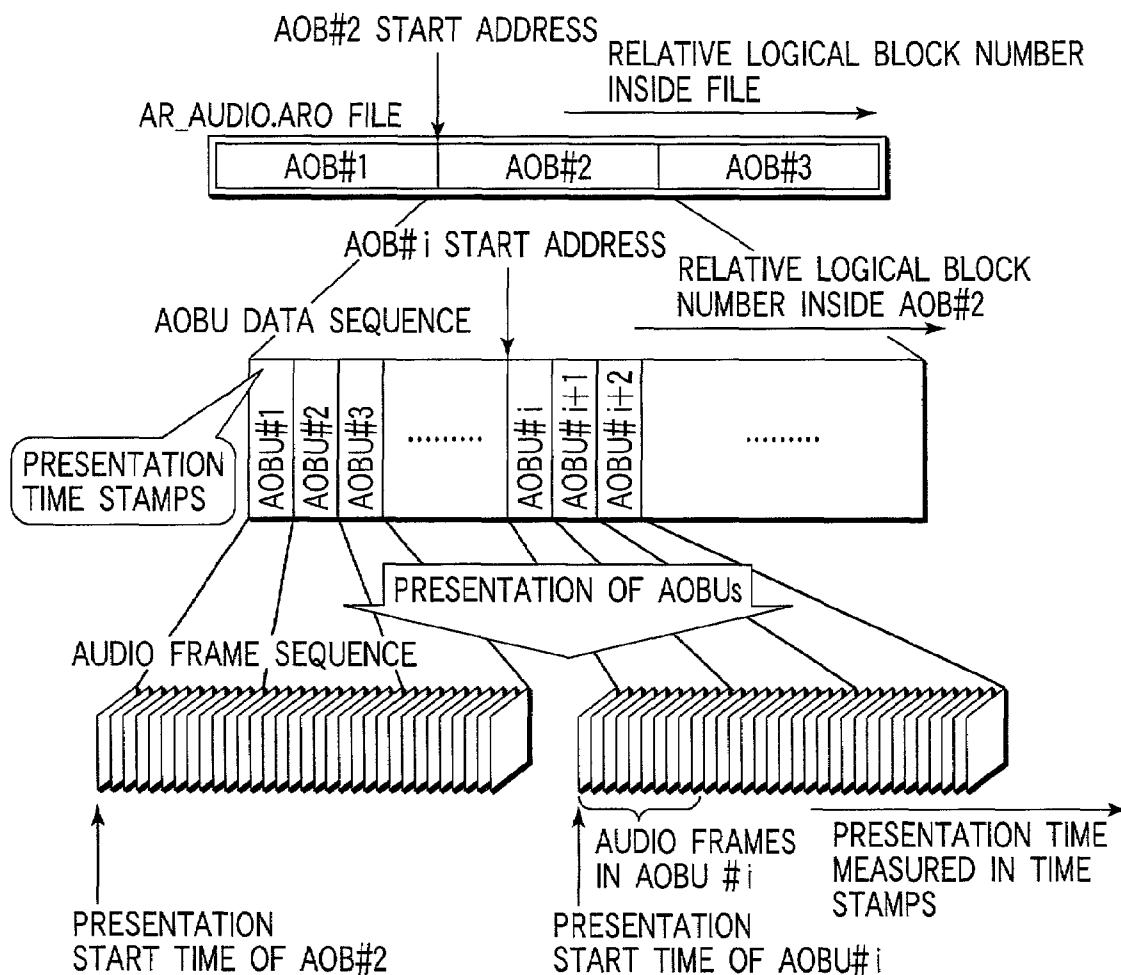 AOB#2 START ADDRESS
RELATIVE LOGICAL BLOCK NUMBER
INSIDE FILE
AR_AUDIO.ARO FILE
AOB#1
AOB#2
AOB#3
AOB#i START ADDRESS
RELATIVE LOGICAL BLOCK
NUMBER INSIDE AOB#2
AOBU DATA SEQUENCE
PRESENTATION
TIME STAMPS
AOBU#1
AOBU#2
AOBU#3
.........
AOBU#i
AOBU#i+1
AOBU#i+2
.........
PRESENTATION OF AOBUs
AUDIO FRAME SEQUENCE
AUDIO FRAMES
IN AOBU #i
PRESENTATION TIME
MEASURED IN TIME
STAMPS
PRESENTATION
START TIME OF AOB#2
PRESENTATION
START TIME OF AOBU#i